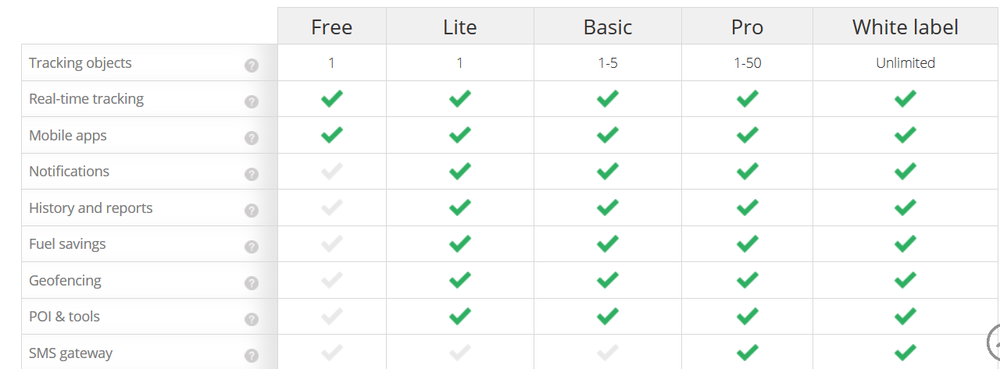 Free Lite Basic Pro White label
Tracking objects ? 1 1 1-5 1-50 Unlimited
Real-time tracking ?
Mobile apps ?
Notifications ?
History and reports ?
Fuel savings ?
Geofencing ?
POI & tools ?
SMS gateway ?